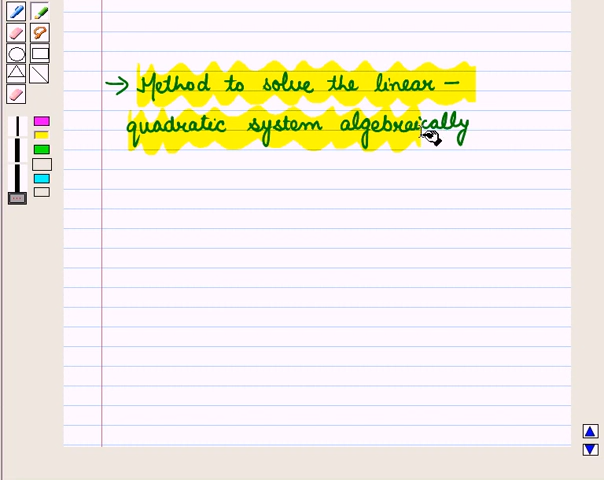 → Method to solve the linear –
quadratic system algebraically